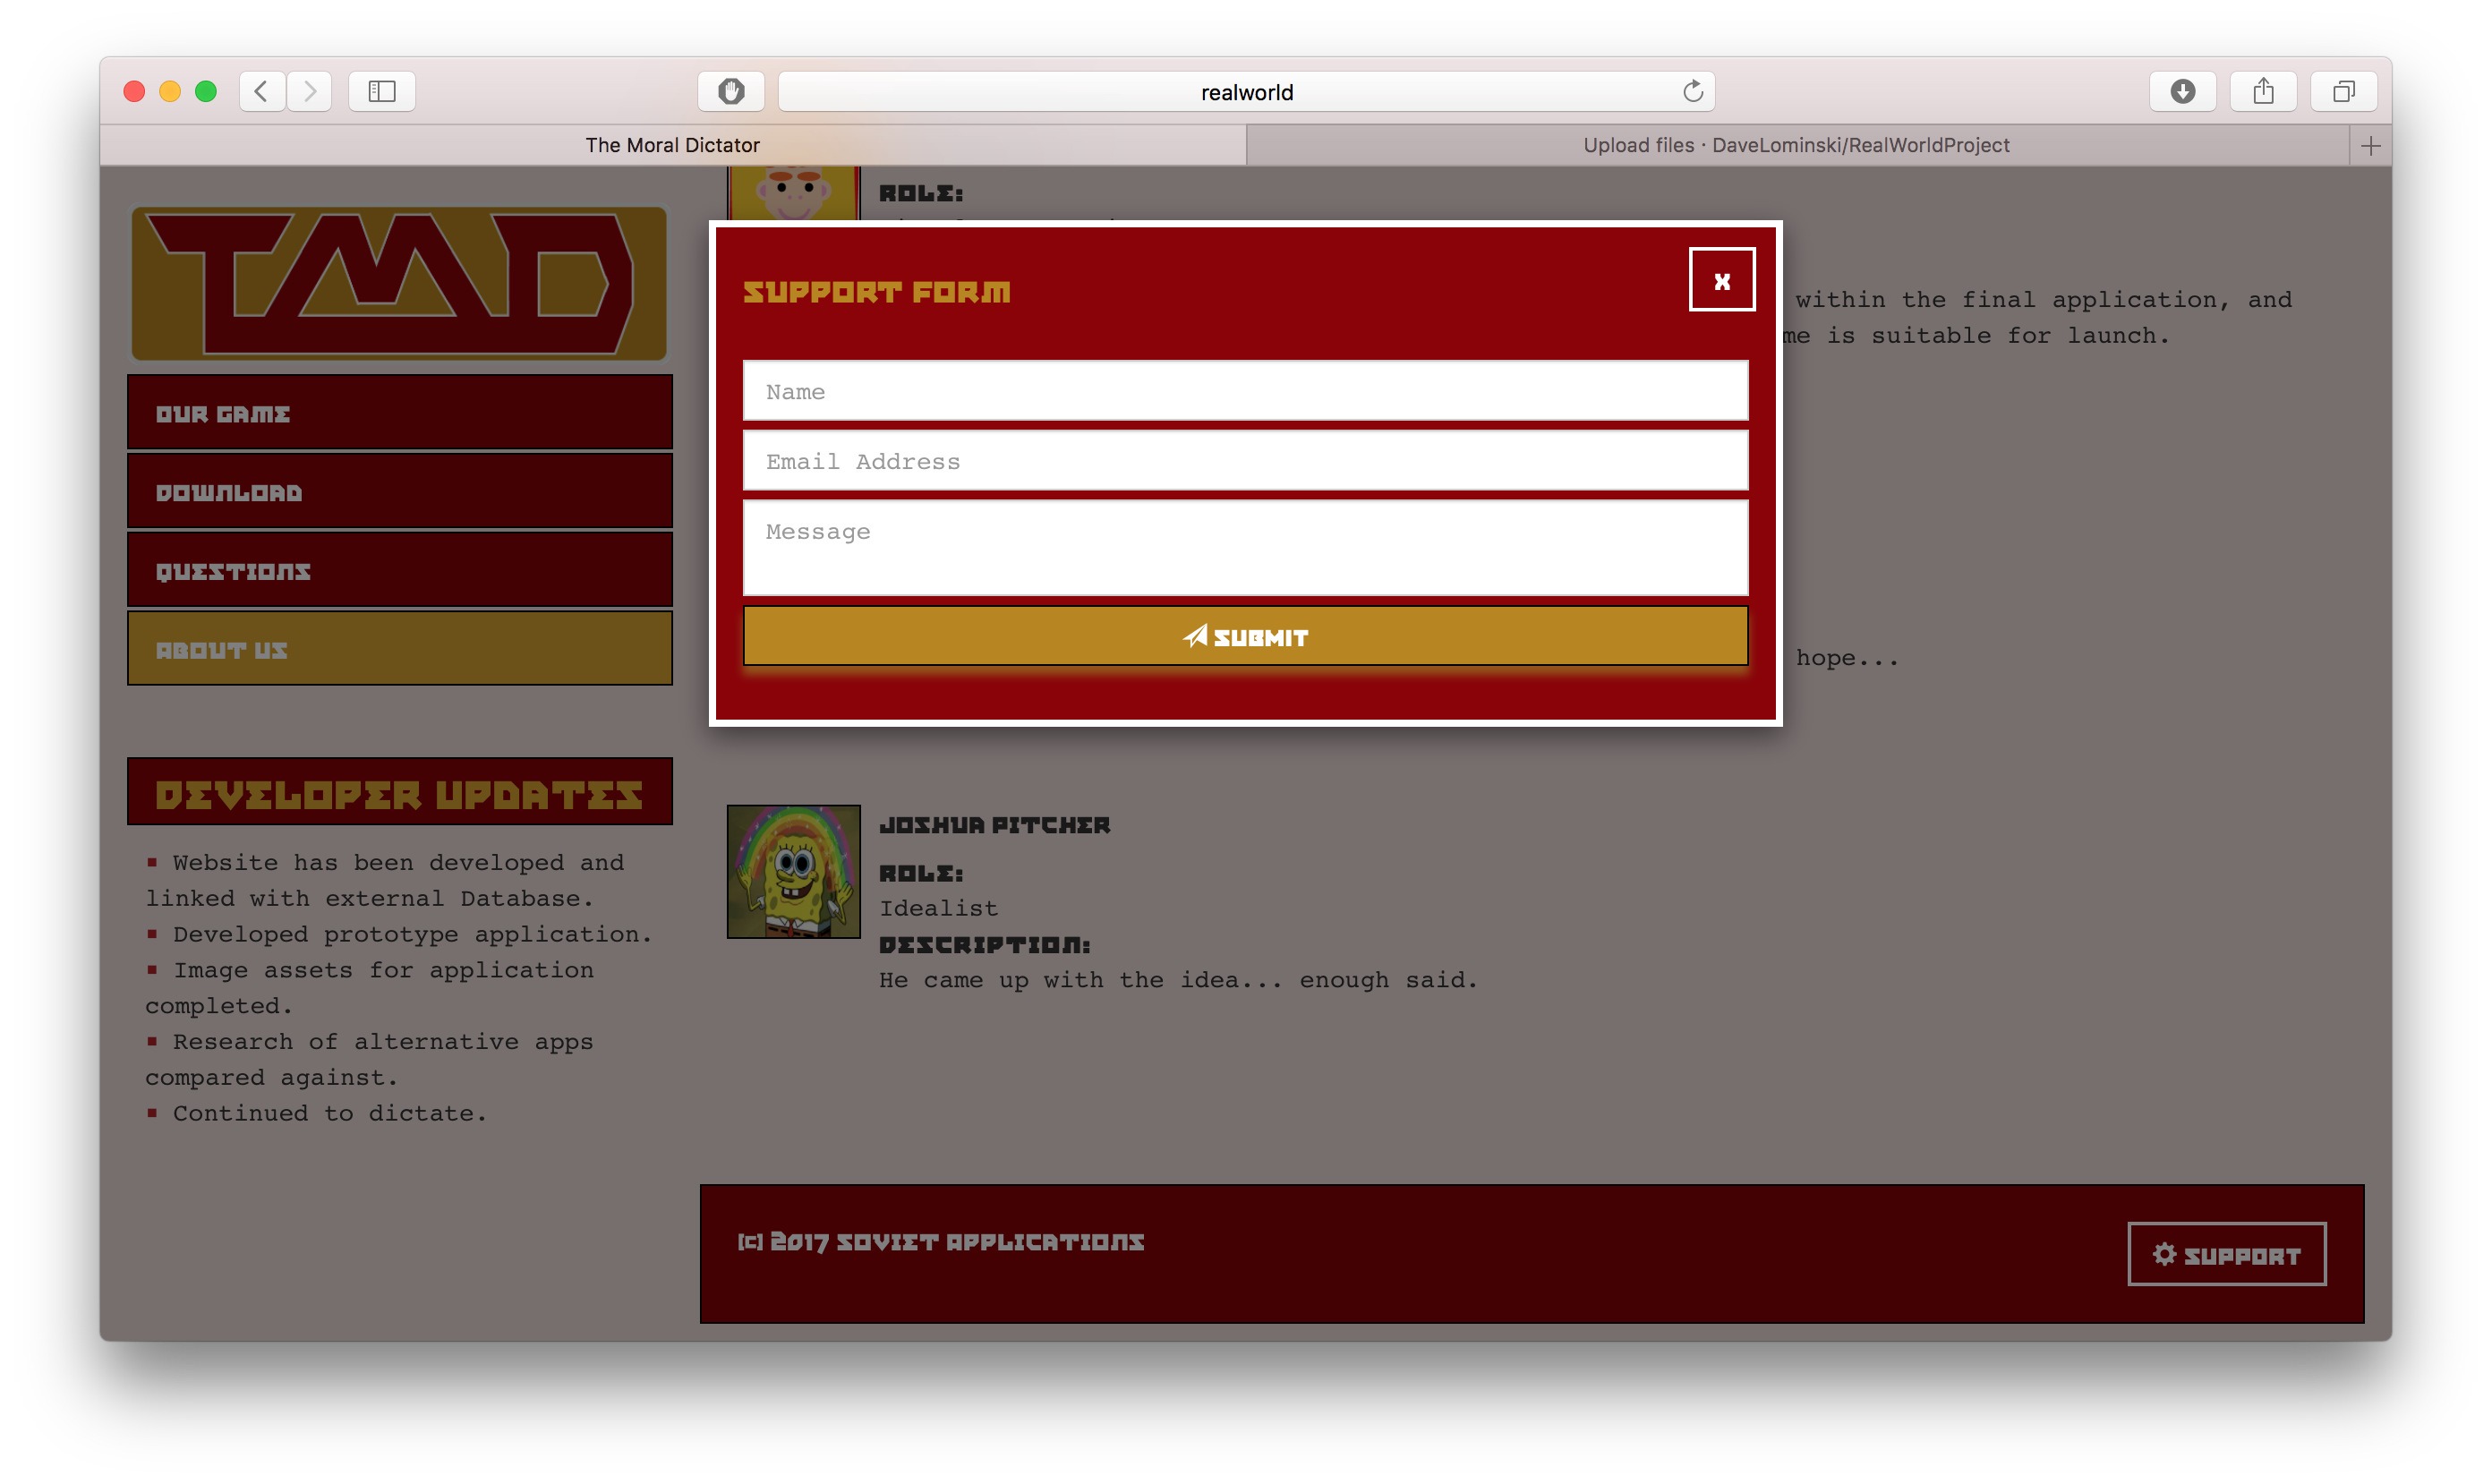 realworld
The Moral Dictator
Upload files · DaveLominski/RealWorldProject
TMD
OUR GAME
DOWNLOAD
QUESTIONS
ABOUT US
DEVELOPER UPDATES
▪ Website has been developed and
linked with external Database.
▪ Developed prototype application.
▪ Image assets for application
completed.
▪ Research of alternative apps
compared against.
▪ Continued to dictate.
ROLE:
within the final application, and
me is suitable for launch.
hope...
SUPPORT FORM
X
Name
Email Address
Message
SUBMIT
JOSHUA PITCHER
ROLE:
Idealist
DESCRIPTION:
He came up with the idea... enough said.
(C) 2017 SOVIET APPLICATIONS
SUPPORT